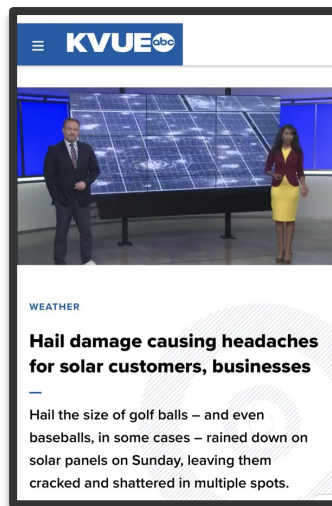 KVUE abc
WEATHER
Hail damage causing headaches
for solar customers, businesses
Hail the size of golf balls – and even
baseballs, in some cases – rained down on
solar panels on Sunday, leaving them
cracked and shattered in multiple spots.